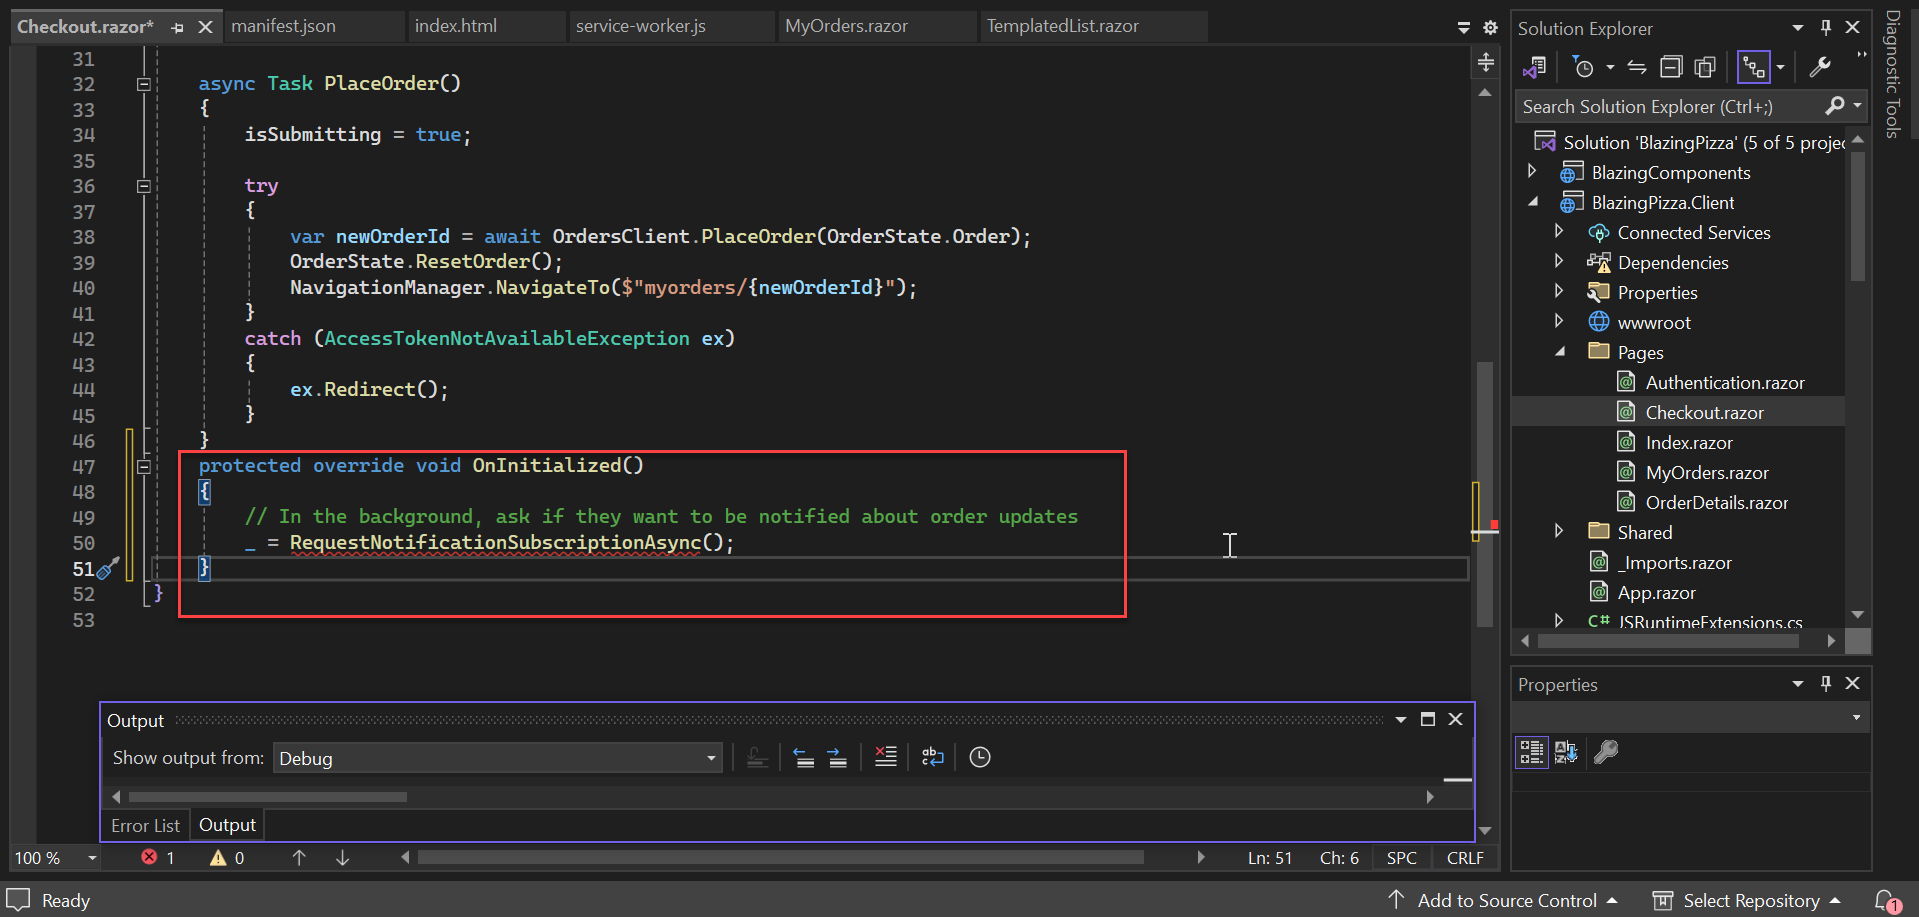 Checkout.razor*
manifest.json
index.html
service-worker.js
MyOrders.razor
TemplatedList.razor
31
32 async Task PlaceOrder()
33 {
34 isSubmitting = true;
35
36 try
37 {
38 var newOrderId = await OrdersClient.PlaceOrder(OrderState.Order);
39 OrderState.ResetOrder();
40 NavigationManager.NavigateTo($"myorders/{newOrderId}");
41 }
42 catch (AccessTokenNotAvailableException ex)
43 {
44 ex.Redirect();
45 }
46 }
47 protected override void OnInitialized()
48 {
49 // In the background, ask if they want to be notified about order updates
50 _ = RequestNotificationSubscriptionAsync();
51 }
52 }
53
Output
Show output from: Debug
Error List Output
100 % 1 0 Ln: 51 Ch: 6 SPC CRLF
Solution Explorer
Search Solution Explorer (Ctrl+;)
Solution 'BlazingPizza' (5 of 5 projec
BlazingComponents
BlazingPizza.Client
Connected Services
Dependencies
Properties
wwwroot
Pages
Authentication.razor
Checkout.razor
Index.razor
MyOrders.razor
OrderDetails.razor
Shared
_Imports.razor
App.razor
C# JSRuntimeExtensions.cs
Properties
Diagnostic Tools
Ready
Add to Source Control
Select Repository
1